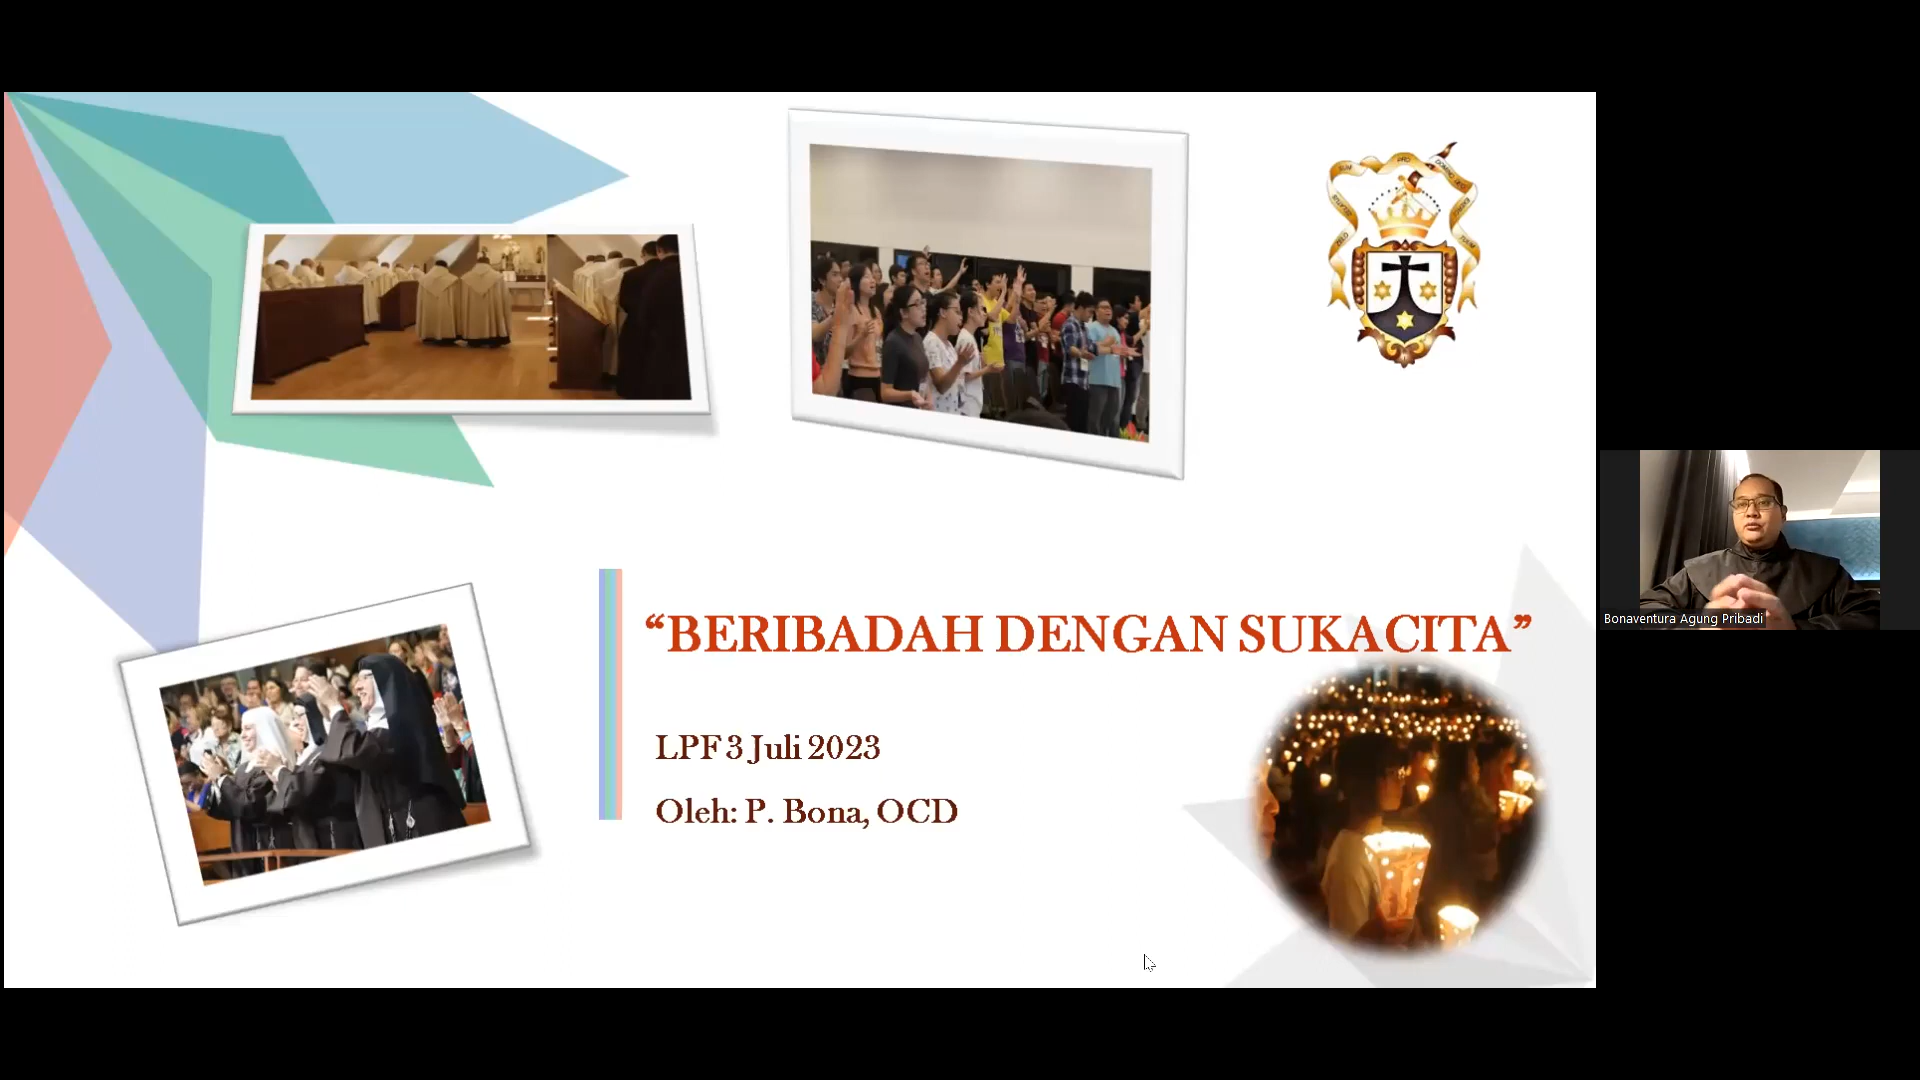 “BERIBADAH DENGAN SUKACITA”
LPF 3 Juli 2023
Oleh: P. Bona, OCD
Bonaventura Agung Pribadi